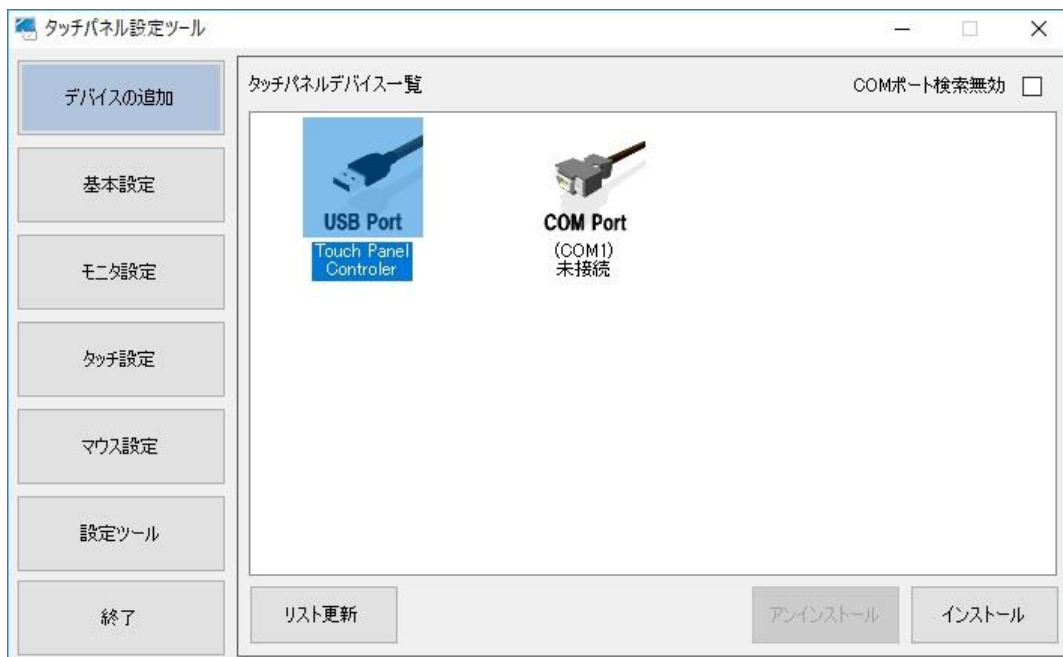 タッチパネル設定ツール
デバイスの追加
基本設定
モニタ設定
タッチ設定
マウス設定
設定ツール
終了
タッチパネルデバイス一覧
COMポート検索無効
USB Port
Touch Panel
Controler
COM Port
(COM1)
未接続
リスト更新
アンインストール
インストール